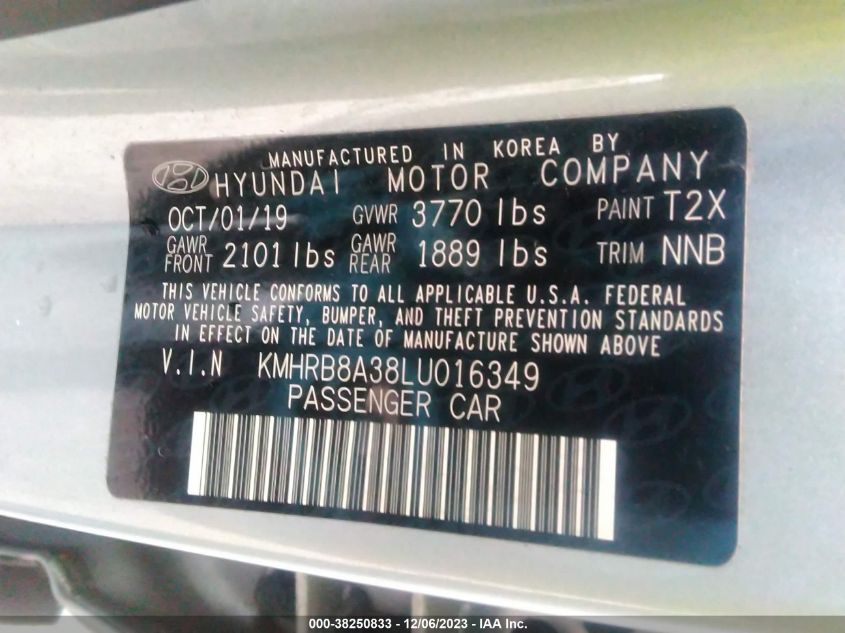 MANUFACTURED IN KOREA BY
HYUNDAI MOTOR COMPANY
OCT/01/19 GVWR 3770 lbs PAINT T2X
GAWR FRONT 2101 lbs GAWR REAR 1889 lbs TRIM NNB
THIS VEHICLE CONFORMS TO ALL APPLICABLE U.S.A. FEDERAL
MOTOR VEHICLE SAFETY, BUMPER, AND THEFT PREVENTION STANDARDS
IN EFFECT ON THE DATE OF MANUFACTURE SHOWN ABOVE
V.I.N KMHRB8A38LU016349
PASSENGER CAR
000-38250833 - 12/06/2023 - IAA Inc.